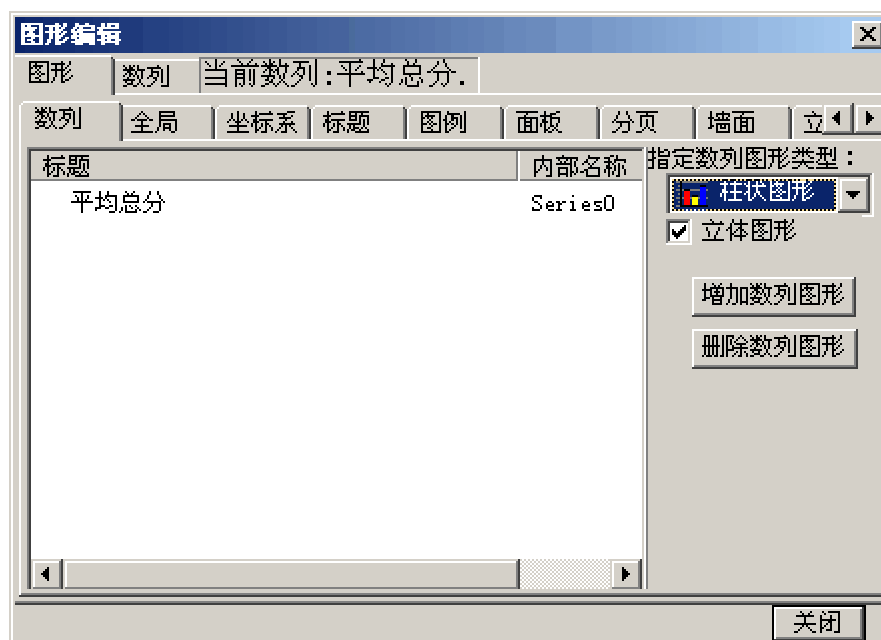 图形编辑
图形 数列 当前数列:平均总分.
数列 全局 坐标系 标题 图例 面板 分页 墙面 立
标题 内部名称 指定数列图形类型：
平均总分 Series0 柱状图形
立体图形
增加数列图形
删除数列图形
关闭